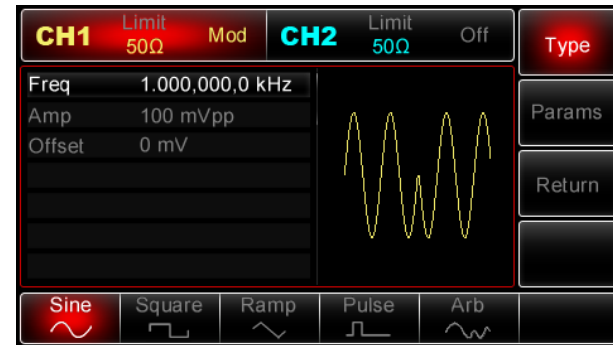 CH1 Limit 50Ω Mod CH2 Limit 50Ω Off
Type
Freq 1.000,000,0 kHz
Amp 100 mVpp
Params
Offset 0 mV
Return
Sine Square Ramp Pulse Arb